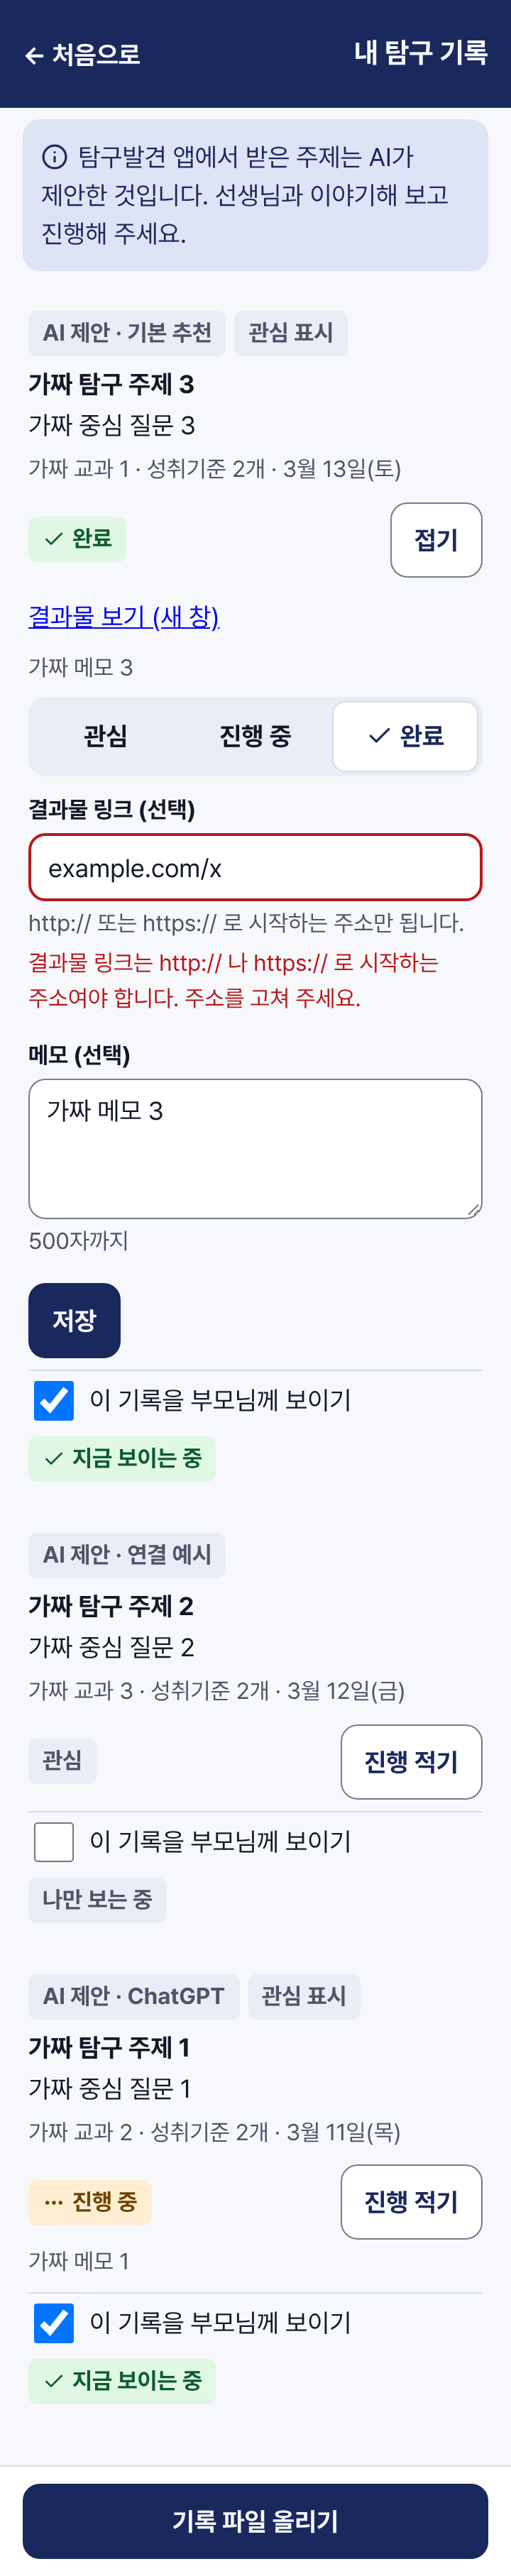 ← 처음으로
내 탐구 기록
탐구발견 앱에서 받은 주제는 AI가
제안한 것입니다. 선생님과 이야기해 보고
진행해 주세요.
AI 제안 · 기본 추천
관심 표시
가짜 탐구 주제 3
가짜 중심 질문 3
가짜 교과 1 · 성취기준 2개 · 3월 13일(토)
✓ 완료
접기
결과물 보기 (새 창)
가짜 메모 3
관심
진행 중
✓ 완료
결과물 링크 (선택)
example.com/x
http:// 또는 https:// 로 시작하는 주소만 됩니다.
결과물 링크는 http:// 나 https:// 로 시작하는
주소여야 합니다. 주소를 고쳐 주세요.
메모 (선택)
가짜 메모 3
500자까지
저장
이 기록을 부모님께 보이기
✓ 지금 보이는 중
AI 제안 · 연결 예시
가짜 탐구 주제 2
가짜 중심 질문 2
가짜 교과 3 · 성취기준 2개 · 3월 12일(금)
관심
진행 적기
이 기록을 부모님께 보이기
나만 보는 중
AI 제안 · ChatGPT
관심 표시
가짜 탐구 주제 1
가짜 중심 질문 1
가짜 교과 2 · 성취기준 2개 · 3월 11일(목)
··· 진행 중
진행 적기
가짜 메모 1
이 기록을 부모님께 보이기
✓ 지금 보이는 중
기록 파일 올리기